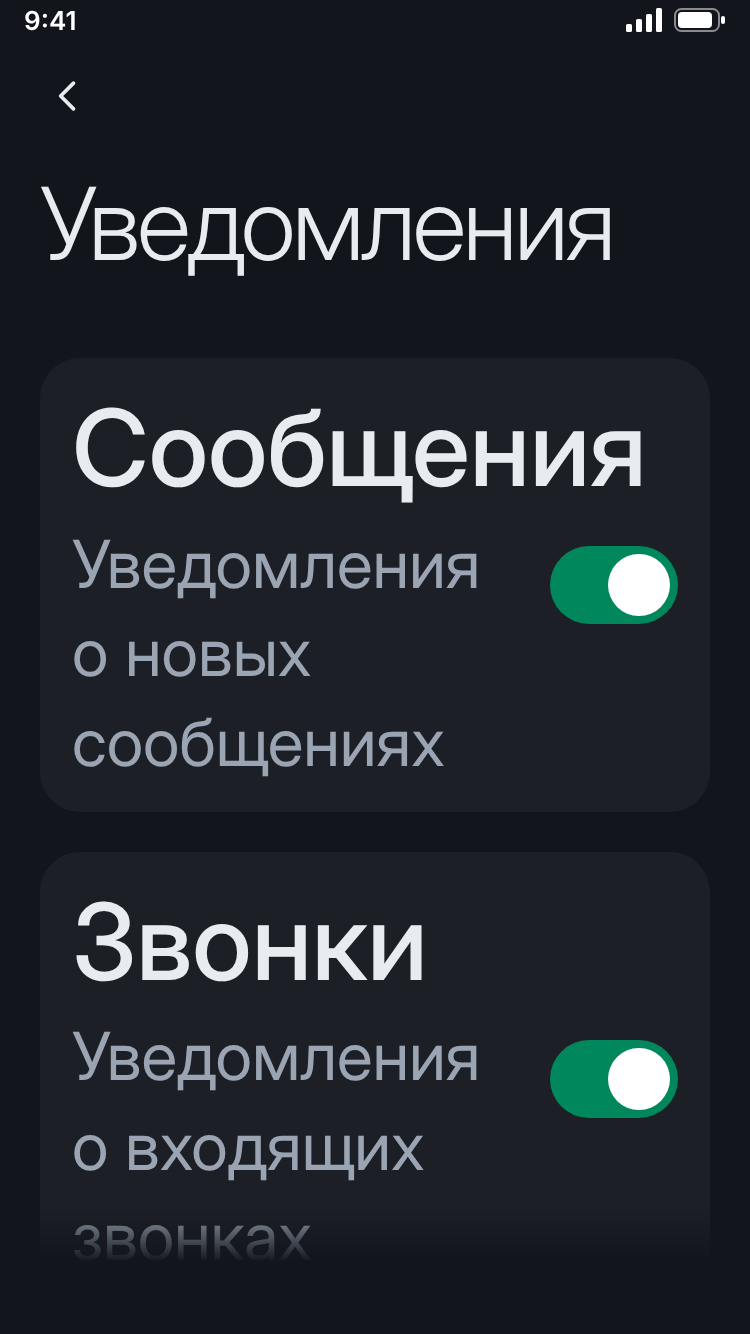 9:41
Уведомления
Сообщения
Уведомления
о новых
сообщениях
Звонки
Уведомления
о входящих
звонках